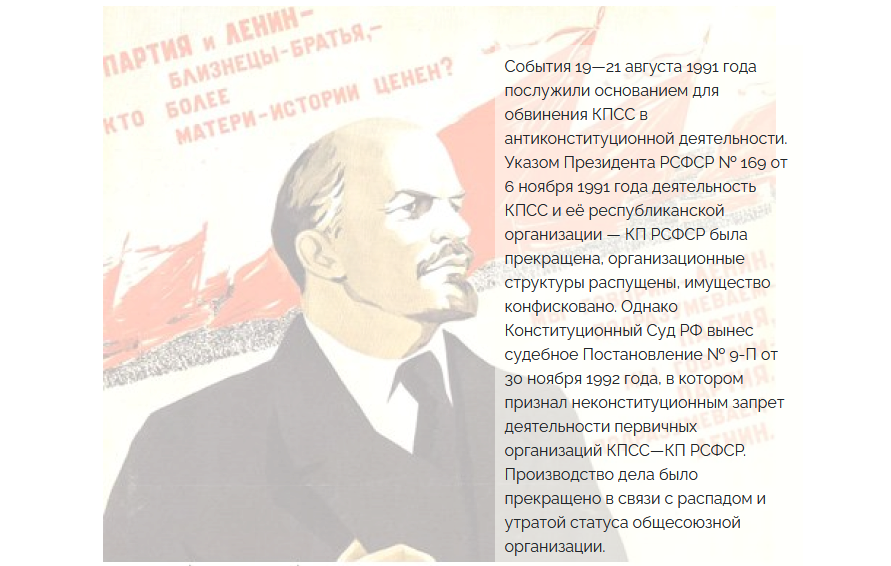 ПАРТИЯ и ЛЕНИН—
БЛИЗНЕЦЫ-БРАТЬЯ,—
КТО БОЛЕЕ
МАТЕРИ-ИСТОРИИ ЦЕНЕН?
События 19—21 августа 1991 года
послужили основанием для
обвинения КПСС в
антиконституционной деятельности.
Указом Президента РСФСР № 169 от
6 ноября 1991 года деятельность
КПСС и её республиканской
организации — КП РСФСР была
прекращена, организационные
структуры распущены, имущество
конфисковано. Однако
Конституционный Суд РФ вынес
судебное Постановление № 9-П от
30 ноября 1992 года, в котором
признал неконституционным запрет
деятельности первичных
организаций КПСС—КП РСФСР.
Производство дела было
прекращено в связи с распадом и
утратой статуса общесоюзной
организации.
ЛЕНИН,
ПАРТИЯ,
ПАРТИЯ,
ЛЕНИН.